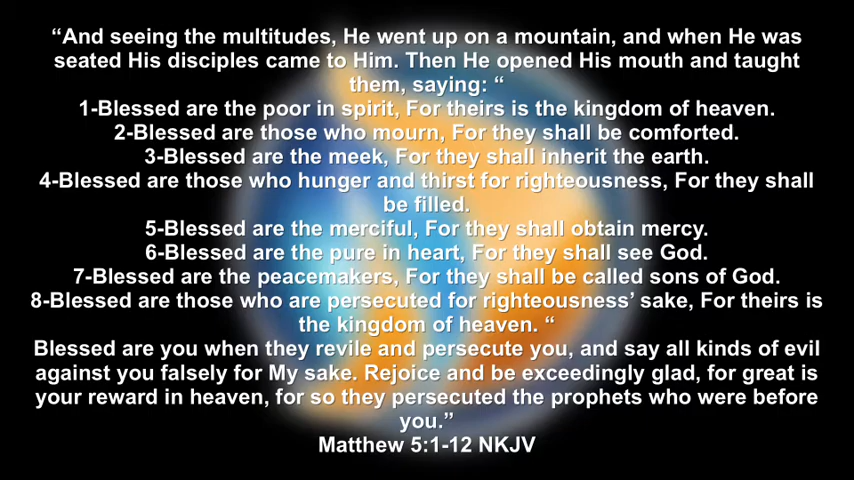 “And seeing the multitudes, He went up on a mountain, and when He was
seated His disciples came to Him. Then He opened His mouth and taught
them, saying: “
1-Blessed are the poor in spirit, For theirs is the kingdom of heaven.
2-Blessed are those who mourn, For they shall be comforted.
3-Blessed are the meek, For they shall inherit the earth.
4-Blessed are those who hunger and thirst for righteousness, For they shall
be filled.
5-Blessed are the merciful, For they shall obtain mercy.
6-Blessed are the pure in heart, For they shall see God.
7-Blessed are the peacemakers, For they shall be called sons of God.
8-Blessed are those who are persecuted for righteousness’ sake, For theirs is
the kingdom of heaven. “
Blessed are you when they revile and persecute you, and say all kinds of evil
against you falsely for My sake. Rejoice and be exceedingly glad, for great is
your reward in heaven, for so they persecuted the prophets who were before
you.”
Matthew 5:1-12 NKJV